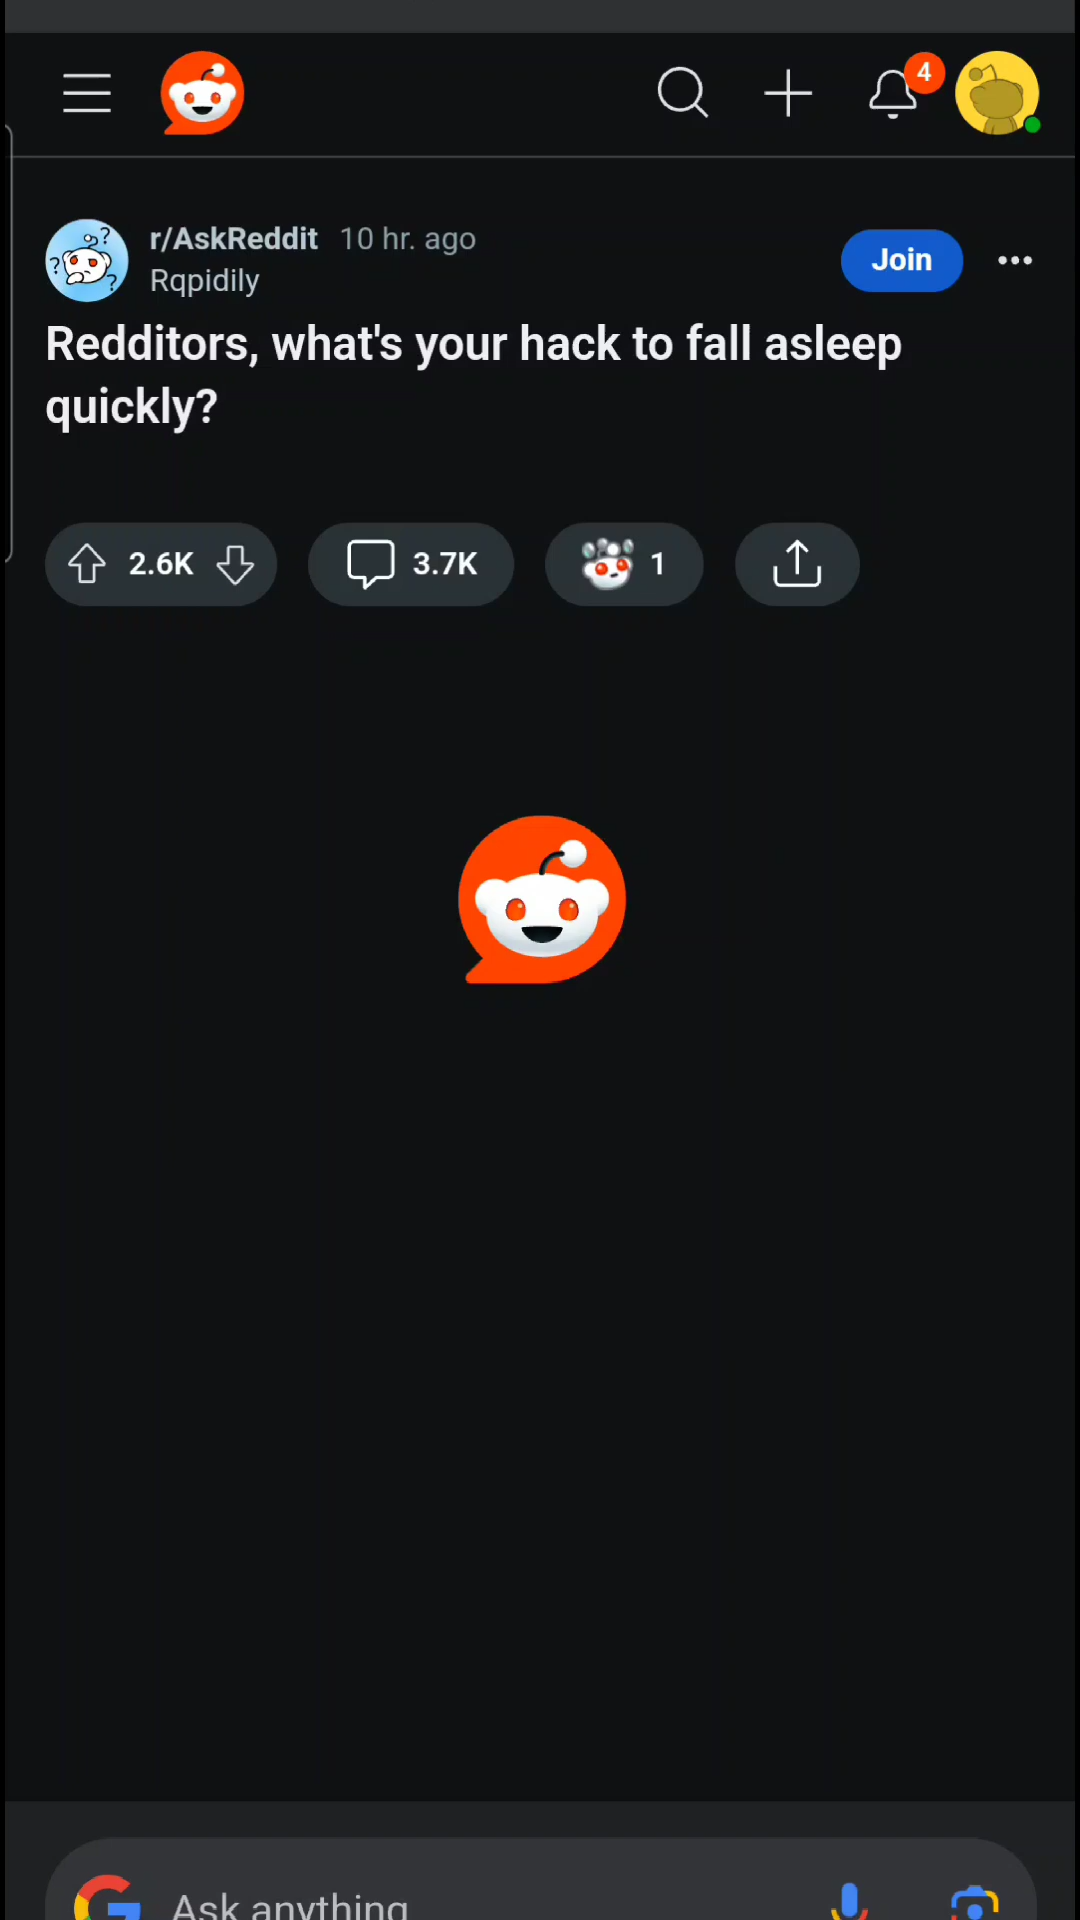 4
r/AskReddit 10 hr. ago
Rqpidily
Join
Redditors, what's your hack to fall asleep
quickly?
2.6K 3.7K 1
Ask anything